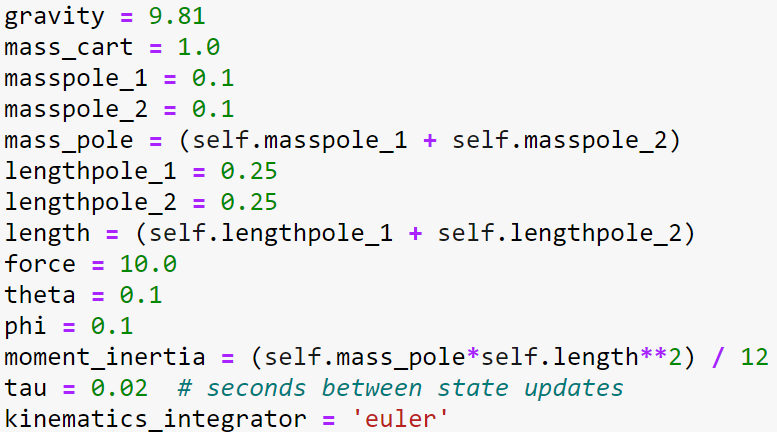 gravity = 9.81
mass_cart = 1.0
masspole_1 = 0.1
masspole_2 = 0.1
mass_pole = (self.masspole_1 + self.masspole_2)
lengthpole_1 = 0.25
lengthpole_2 = 0.25
length = (self.lengthpole_1 + self.lengthpole_2)
force = 10.0
theta = 0.1
phi = 0.1
moment_inertia = (self.mass_pole*self.length**2) / 12
tau = 0.02  # seconds between state updates
kinematics_integrator = 'euler'